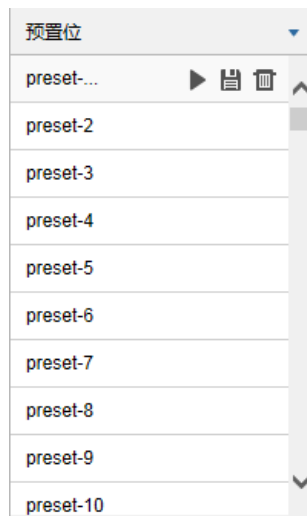 预置位
preset-...
preset-2
preset-3
preset-4
preset-5
preset-6
preset-7
preset-8
preset-9
preset-10